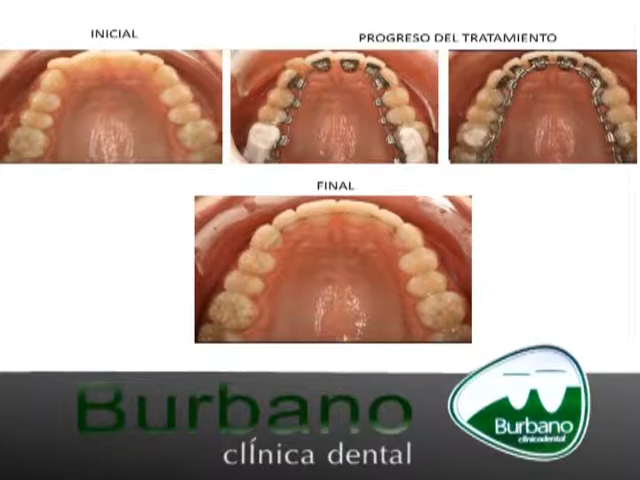 INICIAL
PROGRESO DEL TRATAMIENTO
FINAL
Burbano
clínica dental
Burbano
clínicadental